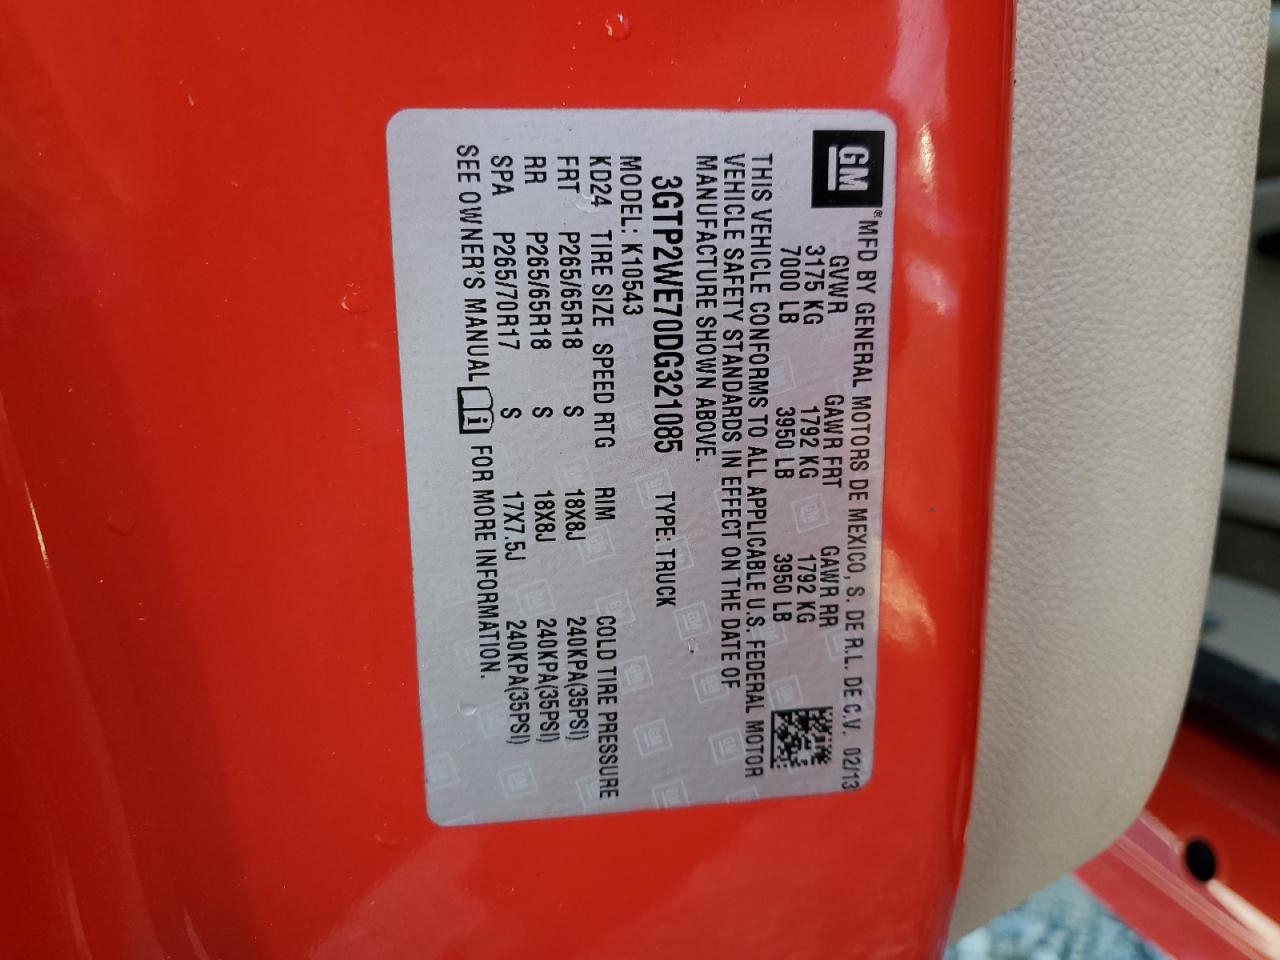 GM
® MFD BY GENERAL MOTORS DE MEXICO, S. DE R.L. DE C.V. 02/13
GVWR GAWR FRT GAWR RR
3175 KG 1792 KG 1792 KG
7000 LB 3950 LB 3950 LB
THIS VEHICLE CONFORMS TO ALL APPLICABLE U.S. FEDERAL MOTOR
VEHICLE SAFETY STANDARDS IN EFFECT ON THE DATE OF
MANUFACTURE SHOWN ABOVE.
3GTP2WE70DG321085 TYPE: TRUCK
MODEL: K10543
KD24 TIRE SIZE SPEED RTG RIM COLD TIRE PRESSURE
FRT P265/65R18 S 18X8J 240KPA(35PSI)
RR P265/65R18 S 18X8J 240KPA(35PSI)
SPA P265/70R17 S 17X7.5J 240KPA(35PSI)
SEE OWNER'S MANUAL i FOR MORE INFORMATION.